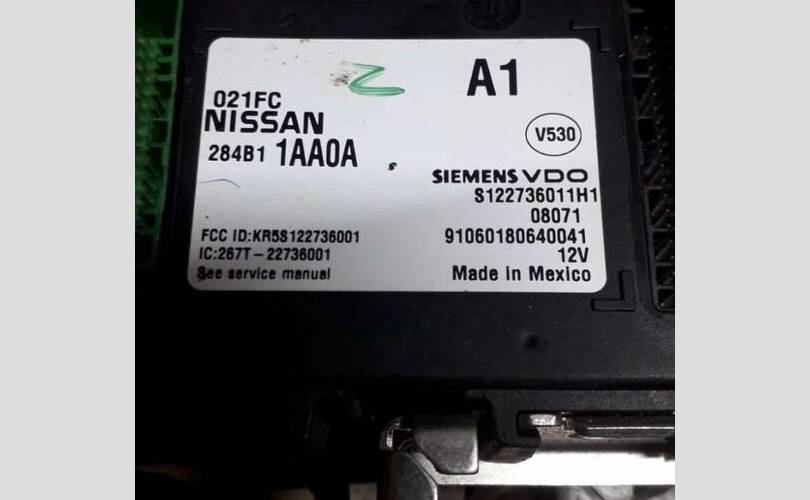 A1
021FC
NISSAN
284B1 1AA0A
V530
SIEMENS VDO
S122736011H1
08071
91060180640041
12V
Made in Mexico
FCC ID:KR5S122736001
IC:267T-22736001
See service manual